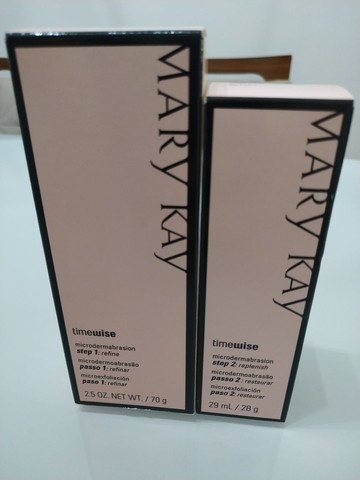 MARY KAY
timewise
microdermabrasion
step 1: refine
microdermoabrasão
passo 1: refinar
microexfoliación
paso 1: refinar
2.5 OZ. NET WT. / 70 g
MARY KAY
timewise
microdermabrasion
step 2: replenish
microdermoabrasão
passo 2: restaurar
microexfoliación
paso 2: restaurar
29 mL / 28 g